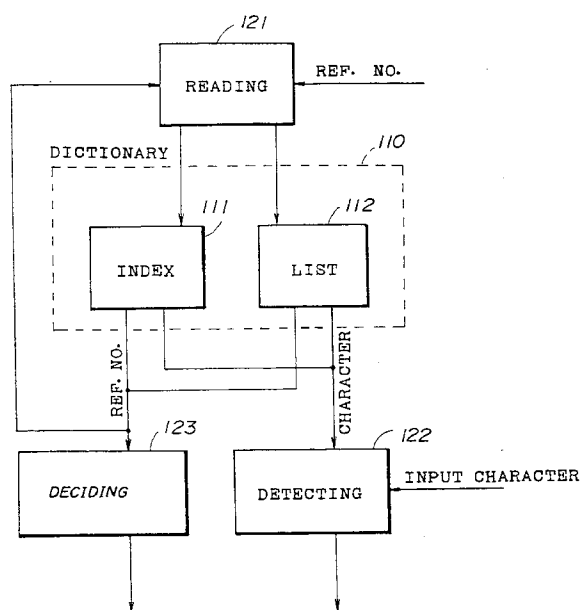 121
READING
REF. NO.
DICTIONARY
110
111
INDEX
112
LIST
REF. NO.
CHARACTER
123
DECIDING
122
DETECTING
INPUT CHARACTER